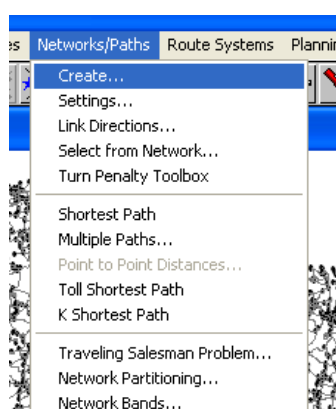 es Networks/Paths Route Systems Plannin
Create...
Settings...
Link Directions...
Select from Network...
Turn Penalty Toolbox
Shortest Path
Multiple Paths...
Point to Point Distances...
Toll Shortest Path
K Shortest Path
Traveling Salesman Problem...
Network Partitioning...
Network Bands...